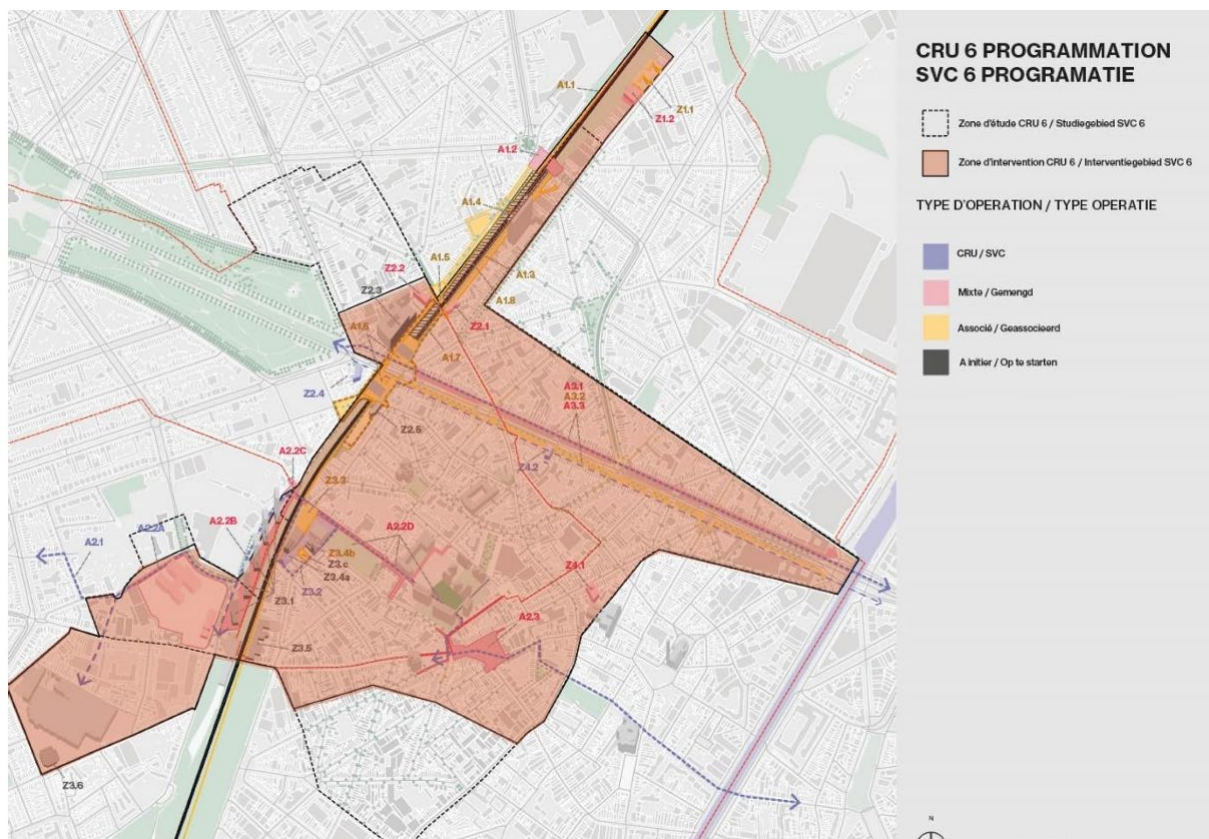 CRU 6 PROGRAMMATION
SVC 6 PROGRAMATIE
Zone d'étude CRU 6 / Studiegebied SVC 6
Zone d'intervention CRU 6 / Interventiegebied SVC 6
TYPE D'OPERATION / TYPE OPERATIE
CRU / SVC
Mixte / Gemengd
Associé / Geassocieerd
A initier / Op te starten
N
A1.1
Z1.1
Z1.2
A1.2
A1.4
A1.5
A1.3
Z2.2
Z2.3
A1.8
Z2.1
A1.6
A1.7
Z2.4
A3.1
A3.2
A3.3
Z2.5
A2.2C
Z4.2
Z3.3
A2.2B
A2.2A
A2.2D
A2.1
Z3.4b
Z3.c
Z3.4a
Z4.1
Z3.2
Z3.1
A2.3
Z3.5
Z3.6